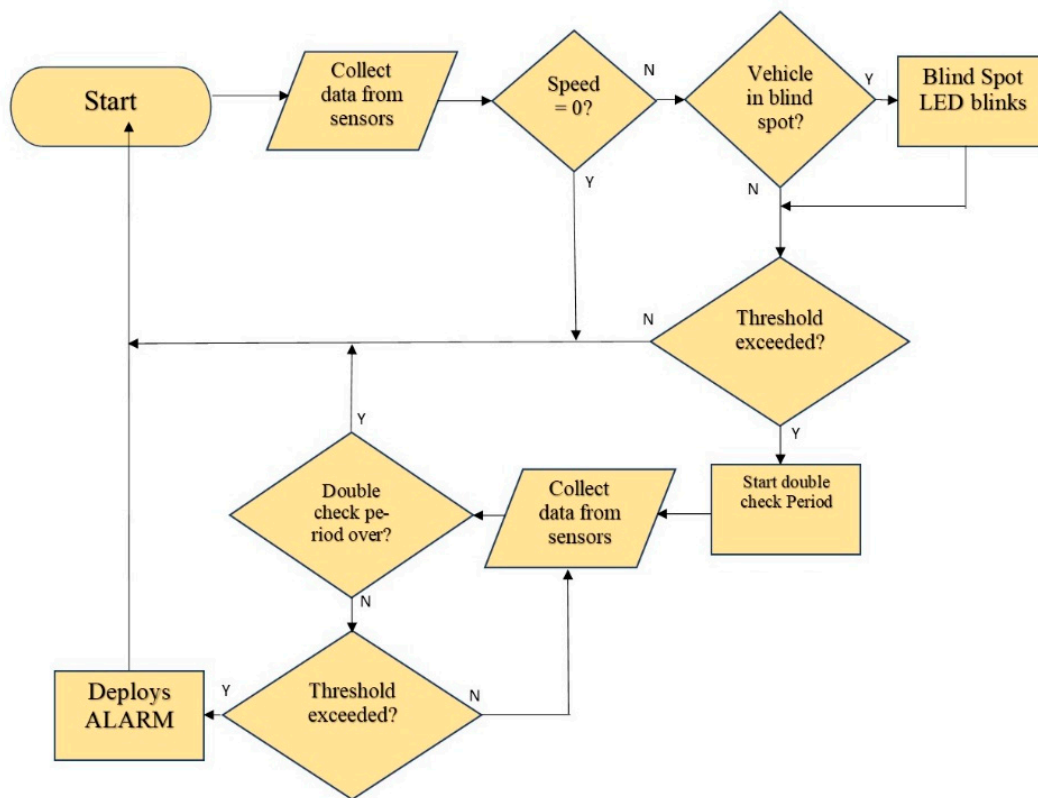 Start
Collect
data from
sensors
Speed
= 0?
N
Y
Vehicle
in blind
spot?
Y
N
Blind Spot
LED blinks
Threshold
exceeded?
N
Y
Start double
check Period
Collect
data from
sensors
Double
check pe-
riod over?
Y
N
Threshold
exceeded?
Y
N
Deploys
ALARM